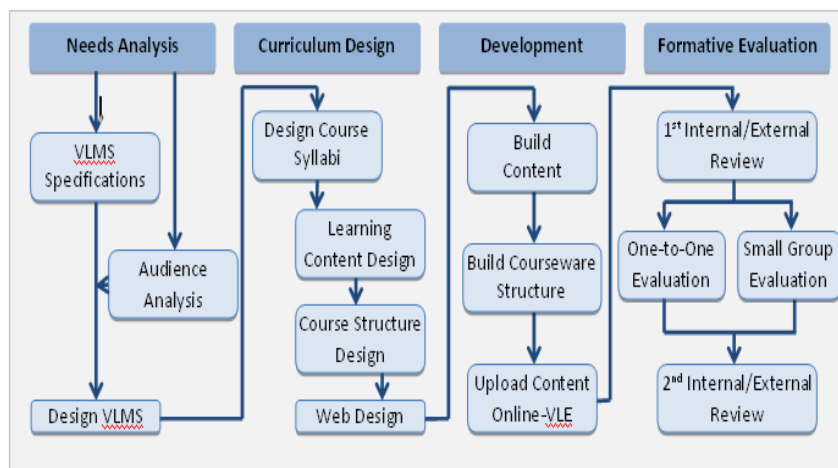 Needs Analysis
Curriculum Design
Development
Formative Evaluation
VLMS
Specifications
Audience
Analysis
Design VLMS
Design Course
Syllabi
Learning
Content Design
Course Structure
Design
Web Design
Build
Content
Build Courseware
Structure
Upload Content
Online-VLE
1st Internal/External
Review
One-to-One
Evaluation
Small Group
Evaluation
2nd Internal/External
Review